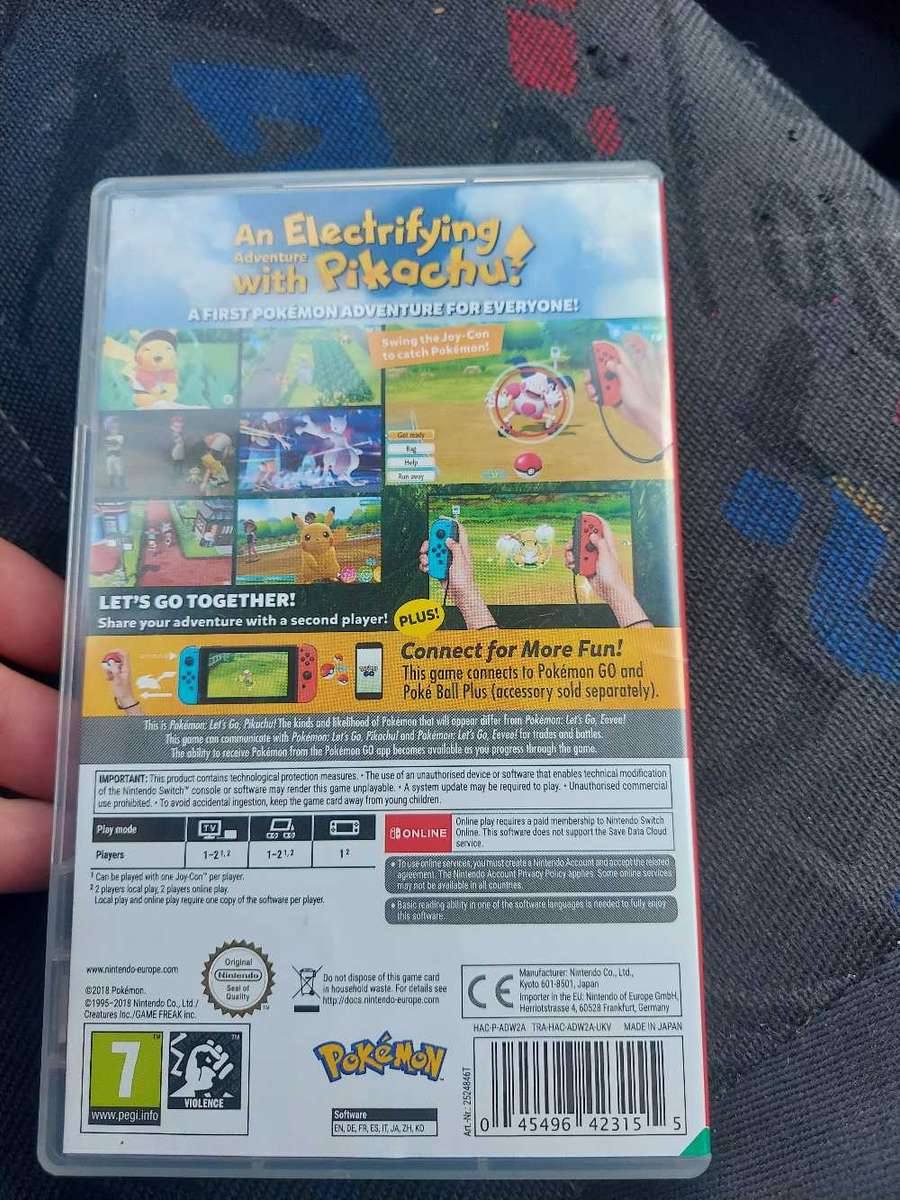 An Electrifying
Adventure
with Pikachu!
A FIRST POKÉMON ADVENTURE FOR EVERYONE!
Swing the Joy-Con
to catch Pokémon!
Get ready
Bag
Help
Run away
LET'S GO TOGETHER!
Share your adventure with a second player!
PLUS!
Connect for More Fun!
This game connects to Pokémon GO and
Poké Ball Plus (accessory sold separately).
This is Pokémon: Let's Go, Pikachu! The kinds and likelihood of Pokémon that will appear differ from Pokémon: Let's Go, Eevee!
This game can communicate with Pokémon: Let's Go, Pikachu! and Pokémon: Let's Go, Eevee! for trades and battles.
The ability to receive Pokémon from the Pokémon GO app becomes available as you progress through the game.
IMPORTANT: This product contains technological protection measures. • The use of an unauthorised device or software that enables technical modification
of the Nintendo Switch™ console or software may render this game unplayable. • A system update may be required to play. • Unauthorised commercial
use prohibited. • To avoid accidental ingestion, keep the game card away from young children.
Play mode
TV
Players
1-2 1, 2
1-2 1, 2
1 2
1 Can be played with one Joy-Con™ per player.
2 2 players local play, 2 players online play.
Local play and online play require one copy of the software per player.
ONLINE
Online play requires a paid membership to Nintendo Switch
Online. This software does not support the Save Data Cloud
service.
• To use online services, you must create a Nintendo Account and accept the related
agreement. The Nintendo Account Privacy Policy applies. Some online services
may not be available in all countries.
• Basic reading ability in one of the software languages is needed to fully enjoy
this software.
www.nintendo-europe.com
©2018 Pokémon.
©1995-2018 Nintendo Co., Ltd./
Creatures Inc./GAME FREAK inc.
Original
Nintendo
Seal of
Quality
TM
Do not dispose of this game card
in household waste. For details see
http://docs.nintendo-europe.com
CE
Manufacturer: Nintendo Co., Ltd.,
Kyoto 601-8501, Japan
Importer in the EU: Nintendo of Europe GmbH,
Herriotstrasse 4, 60528 Frankfurt, Germany
HAC-P-ADW2A TRA-HAC-ADW2A-UKV MADE IN JAPAN
7
www.pegi.info
VIOLENCE
POKéMON
Software
EN, DE, FR, ES, IT, JA, ZH, KO
Art.-Nr.: 2524846T
0 45496 42315 5